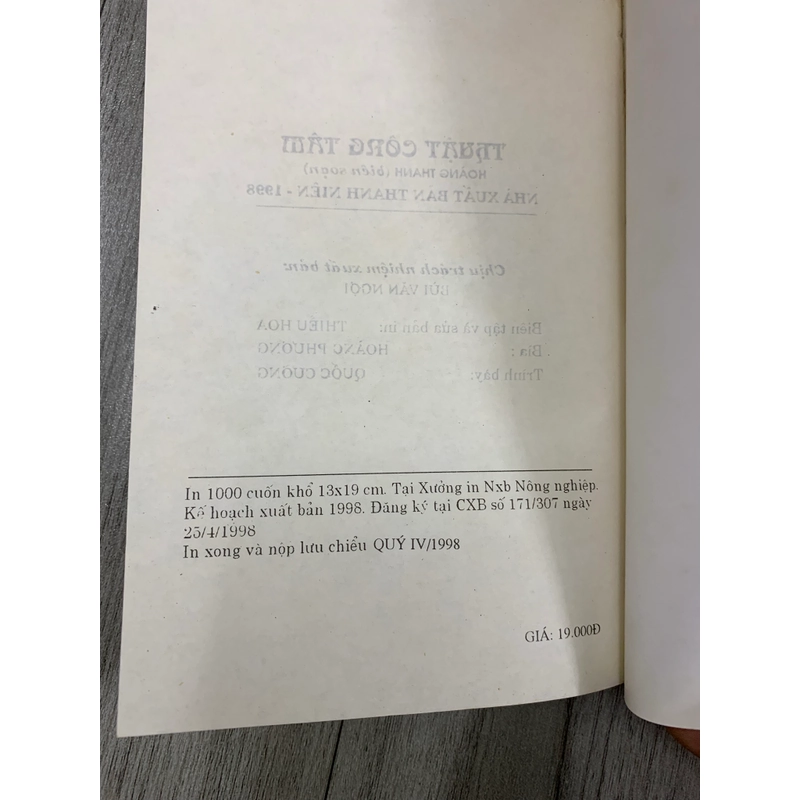 THUẬT CÔNG TÂM
HOÀNG THANH (biên soạn)
NHÀ XUẤT BẢN THANH NIÊN - 1998
Chịu trách nhiệm xuất bản:
BÙI VĂN NGỢI
Biên tập và sửa bản in: THIỀU HOA
Bìa: HOÀNG PHƯƠNG
Trình bày: QUỐC CƯỜNG
In 1000 cuốn khổ 13x19 cm. Tại Xưởng in Nxb Nông nghiệp.
Kế hoạch xuất bản 1998. Đăng ký tại CXB số 171/307 ngày
25/4/1998
In xong và nộp lưu chiểu QUÝ IV/1998
GIÁ: 19.000Đ